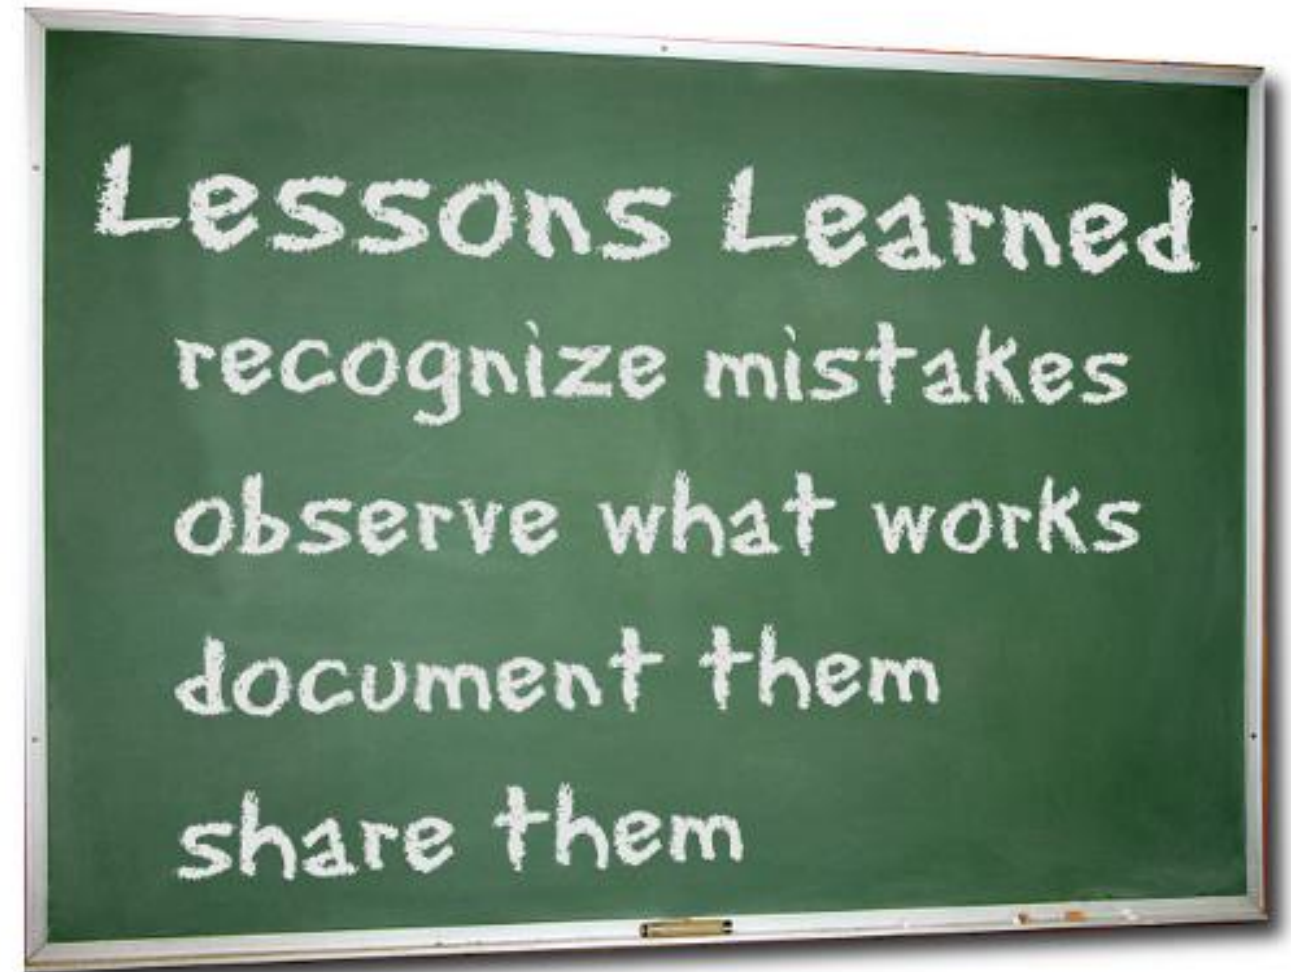 Lessons Learned
recognize mistakes
observe what works
document them
share them